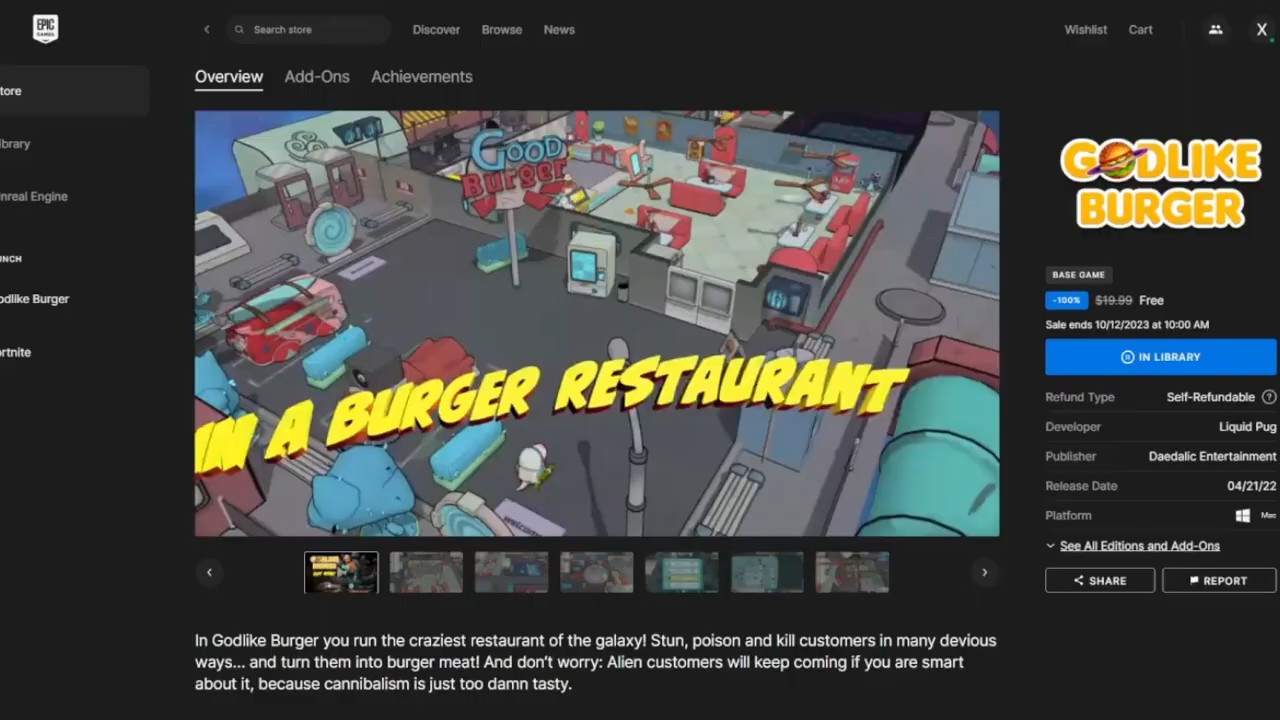 EPIC
GAMES
Search store
Discover
Browse
News
Wishlist
Cart
X
tore
ibrary
nreal Engine
UNCH
odlike Burger
ortnite
Overview
Add-Ons
Achievements
GOOD
BURGER
IN A BURGER RESTAURANT
welcome
GODLIKE
BURGER
BASE GAME
-100% $19.99 Free
Sale ends 10/12/2023 at 10:00 AM
IN LIBRARY
Refund Type Self-Refundable
Developer Liquid Pug
Publisher Daedalic Entertainment
Release Date 04/21/22
Platform Mac
See All Editions and Add-Ons
SHARE
REPORT
In Godlike Burger you run the craziest restaurant of the galaxy! Stun, poison and kill customers in many devious
ways... and turn them into burger meat! And don't worry: Alien customers will keep coming if you are smart
about it, because cannibalism is just too damn tasty.